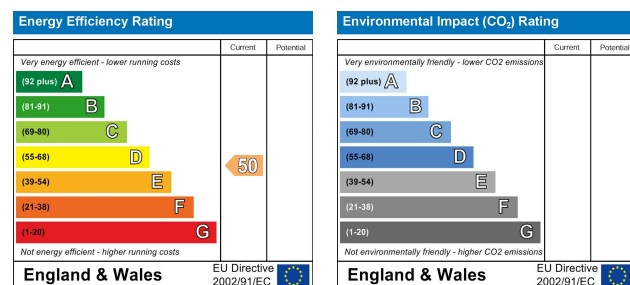 Energy Efficiency Rating
Current Potential
Very energy efficient - lower running costs
(92 plus) A
(81-91) B
(69-80) C
(55-68) D
50
(39-54) E
(21-38) F
(1-20) G
Not energy efficient - higher running costs
England & Wales
EU Directive
2002/91/EC
Environmental Impact (CO₂) Rating
Current Potential
Very environmentally friendly - lower CO2 emissions
(92 plus) A
(81-91) B
(69-80) C
(55-68) D
(39-54) E
(21-38) F
(1-20) G
Not environmentally friendly - higher CO2 emissions
England & Wales
EU Directive
2002/91/EC